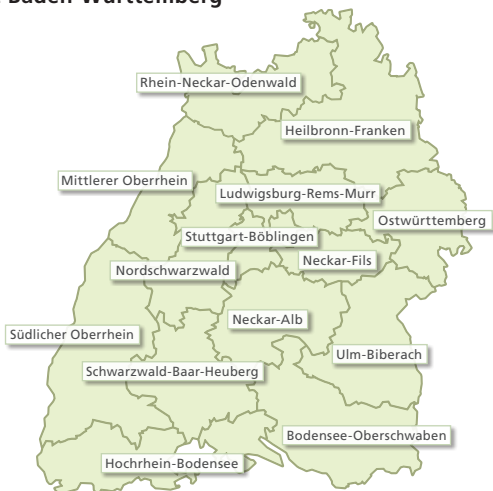 Baden-Württemberg
Rhein-Neckar-Odenwald
Heilbronn-Franken
Mittlerer Oberrhein
Ludwigsburg-Rems-Murr
Ostwürttemberg
Stuttgart-Böblingen
Neckar-Fils
Nordschwarzwald
Neckar-Alb
Südlicher Oberrhein
Ulm-Biberach
Schwarzwald-Baar-Heuberg
Bodensee-Oberschwaben
Hochrhein-Bodensee